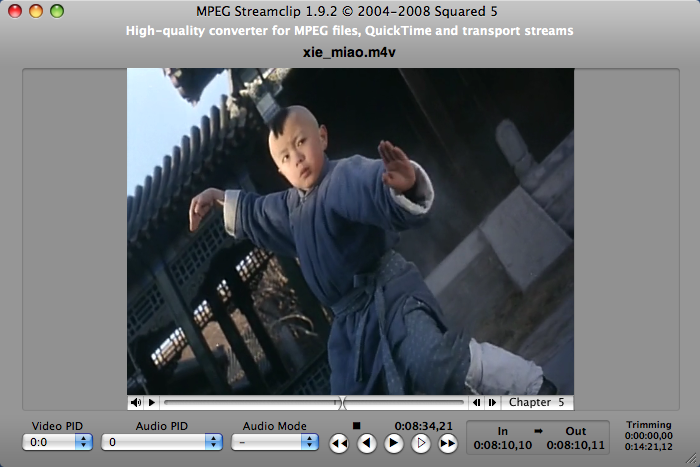 MPEG Streamclip 1.9.2 © 2004-2008 Squared 5
High-quality converter for MPEG files, QuickTime and transport streams
xie_miao.m4v
Chapter 5
Video PID Audio PID Audio Mode 0:08:34,21
0:0 0 –
In ➡ Out
0:08:10,10 0:08:10,11
Trimming
0:00:00,00
0:14:21,12